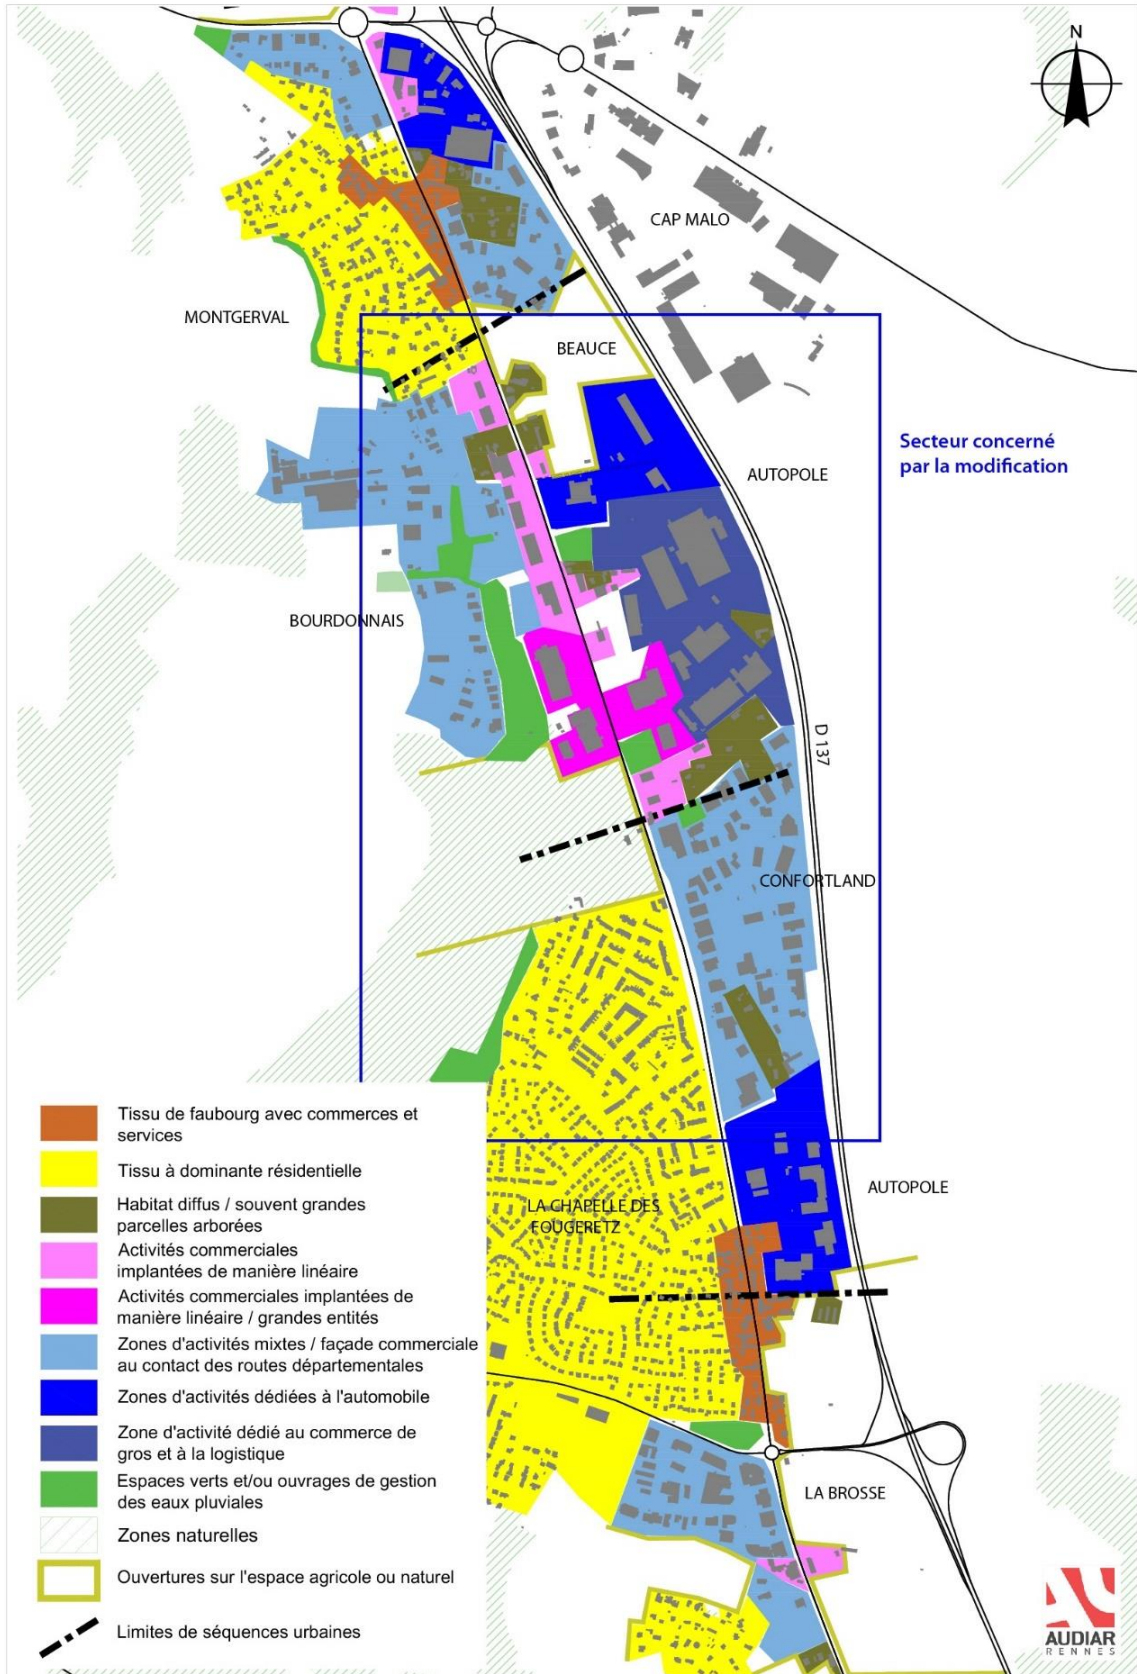 N
CAP MALO
MONTGERVAL
BEAUCE
Secteur concerné
par la modification
AUTOPOLE
BOURDONNAIS
D 137
CONFORTLAND
LA CHAPELLE DES
FOUGERETZ
AUTOPOLE
LA BROSSE
Tissu de faubourg avec commerces et
services
Tissu à dominante résidentielle
Habitat diffus / souvent grandes
parcelles arborées
Activités commerciales
implantées de manière linéaire
Activités commerciales implantées de
manière linéaire / grandes entités
Zones d'activités mixtes / façade commerciale
au contact des routes départementales
Zones d'activités dédiées à l'automobile
Zone d'activité dédié au commerce de
gros et à la logistique
Espaces verts et/ou ouvrages de gestion
des eaux pluviales
Zones naturelles
Ouvertures sur l'espace agricole ou naturel
Limites de séquences urbaines
AUDIAR
RENNES